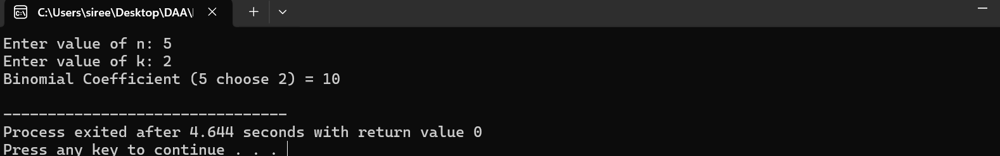 C:\Users\siree\Desktop\DAA\
Enter value of n: 5
Enter value of k: 2
Binomial Coefficient (5 choose 2) = 10
--------------------------------
Process exited after 4.644 seconds with return value 0
Press any key to continue . . .